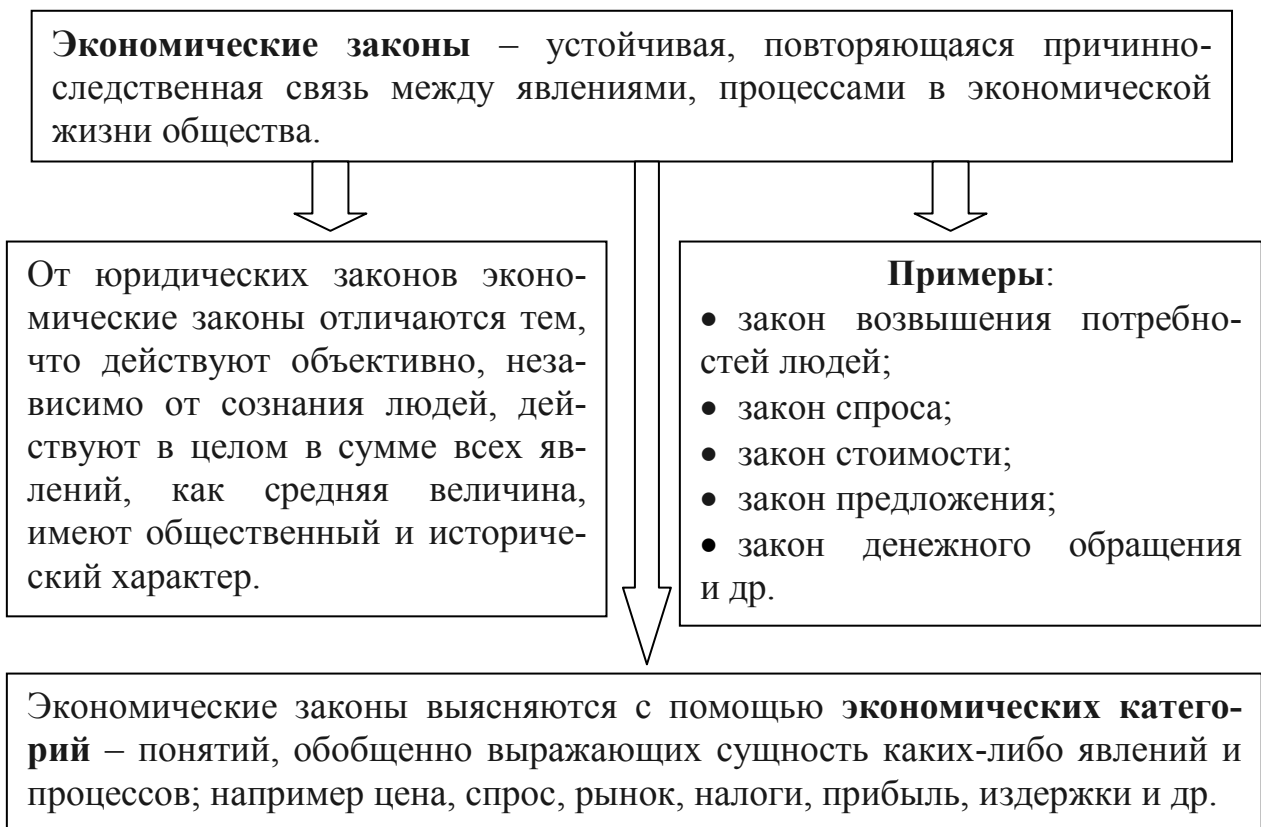 Экономические законы – устойчивая, повторяющаяся причинно-
следственная связь между явлениями, процессами в экономической
жизни общества.
От юридических законов эконо-
мические законы отличаются тем,
что действуют объективно, неза-
висимо от сознания людей, дей-
ствуют в целом в сумме всех яв-
лений, как средняя величина,
имеют общественный и историче-
ский характер.
Примеры:
• закон возвышения потребно-
стей людей;
• закон спроса;
• закон стоимости;
• закон предложения;
• закон денежного обращения
и др.
Экономические законы выясняются с помощью экономических катего-
рий – понятий, обобщенно выражающих сущность каких-либо явлений и
процессов; например цена, спрос, рынок, налоги, прибыль, издержки и др.